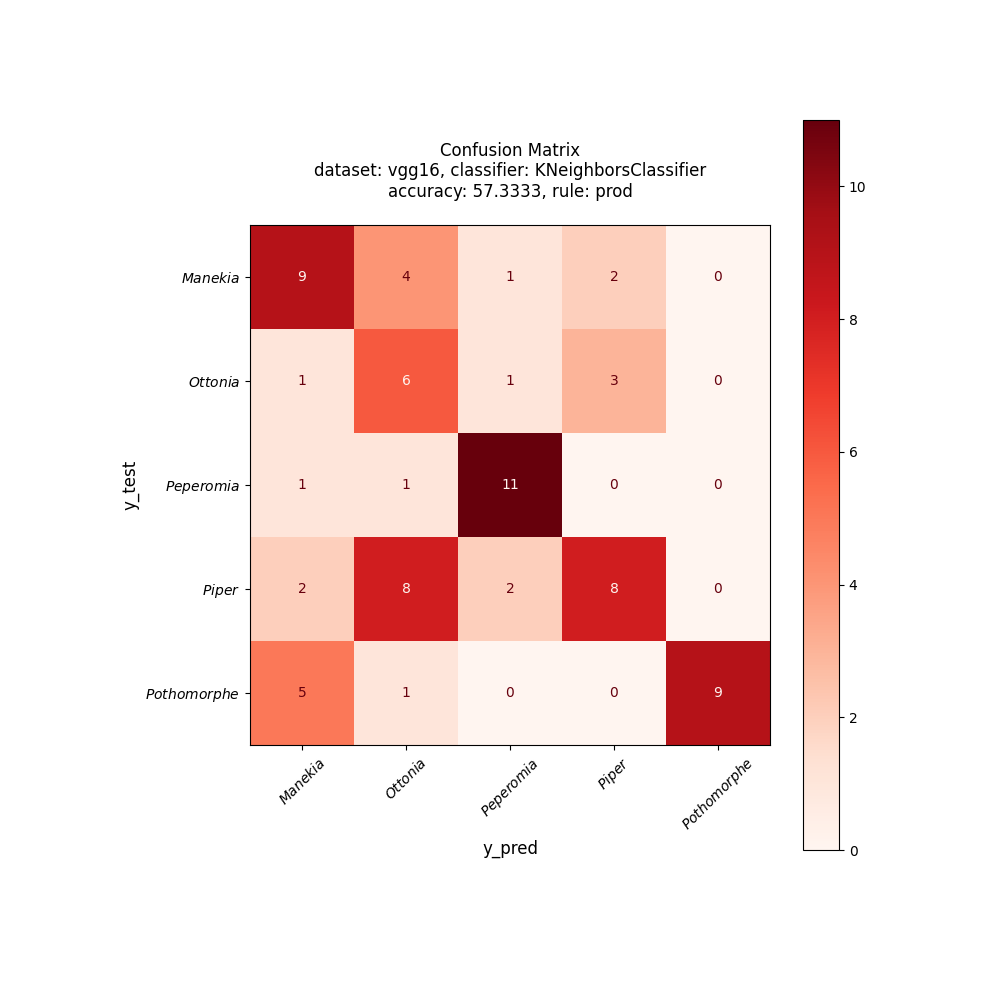 Confusion Matrix
dataset: vgg16, classifier: KNeighborsClassifier
accuracy: 57.3333, rule: prod
y_test
Manekia 9 4 1 2 0
Ottonia 1 6 1 3 0
Peperomia 1 1 11 0 0
Piper 2 8 2 8 0
Pothomorphe 5 1 0 0 9
Manekia Ottonia Peperomia Piper Pothomorphe
y_pred
10
8
6
4
2
0